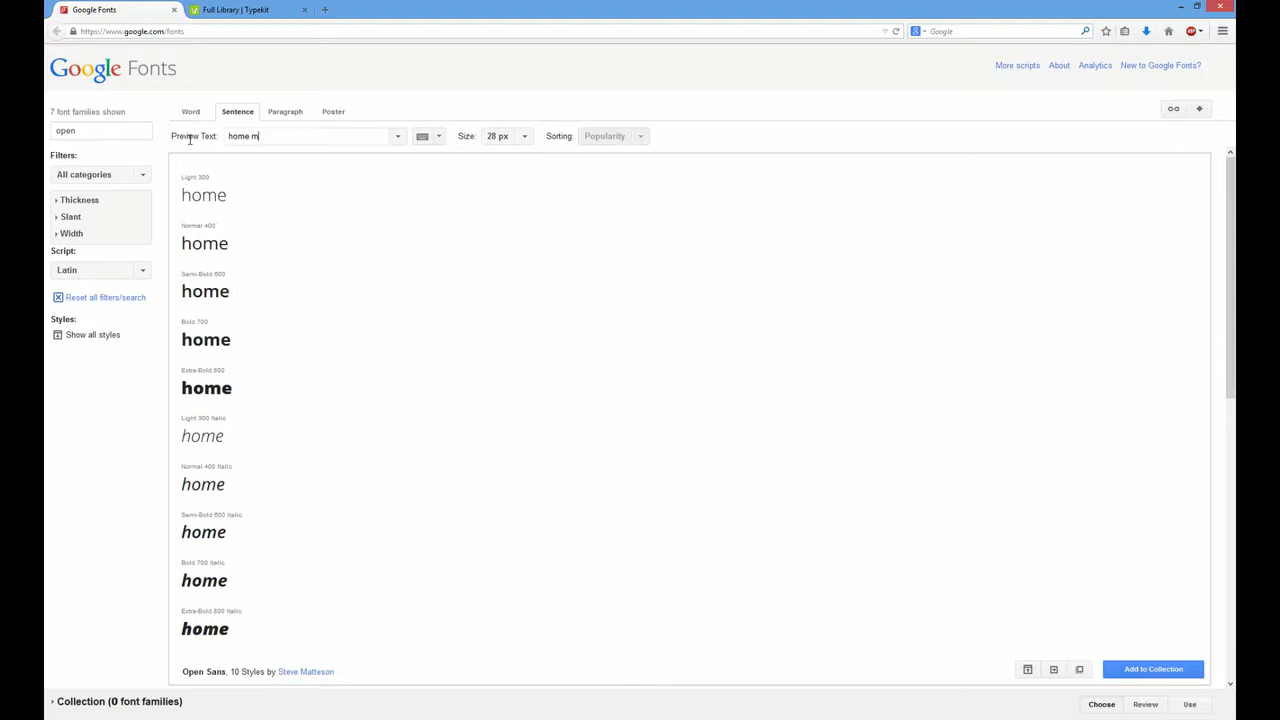 Google Fonts
Full Library | Typekit
https://www.google.com/fonts
Google
Google Fonts
More scripts About Analytics New to Google Fonts?
7 font families shown
open
Word Sentence Paragraph Poster
Preview Text: home m Size: 28 px Sorting: Popularity
Filters:
All categories
Thickness
Slant
Width
Script:
Latin
Reset all filters/search
Styles:
Show all styles
Light 300
home
Normal 400
home
Semi-Bold 600
home
Bold 700
home
Extra-Bold 800
home
Light 300 Italic
home
Normal 400 Italic
home
Semi-Bold 600 Italic
home
Bold 700 Italic
home
Extra-Bold 800 Italic
home
Open Sans, 10 Styles by Steve Matteson
Add to Collection
Collection (0 font families)
Choose Review Use